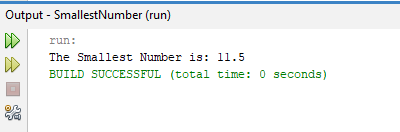 Output - SmallestNumber (run)
run:
The Smallest Number is: 11.5
BUILD SUCCESSFUL (total time: 0 seconds)